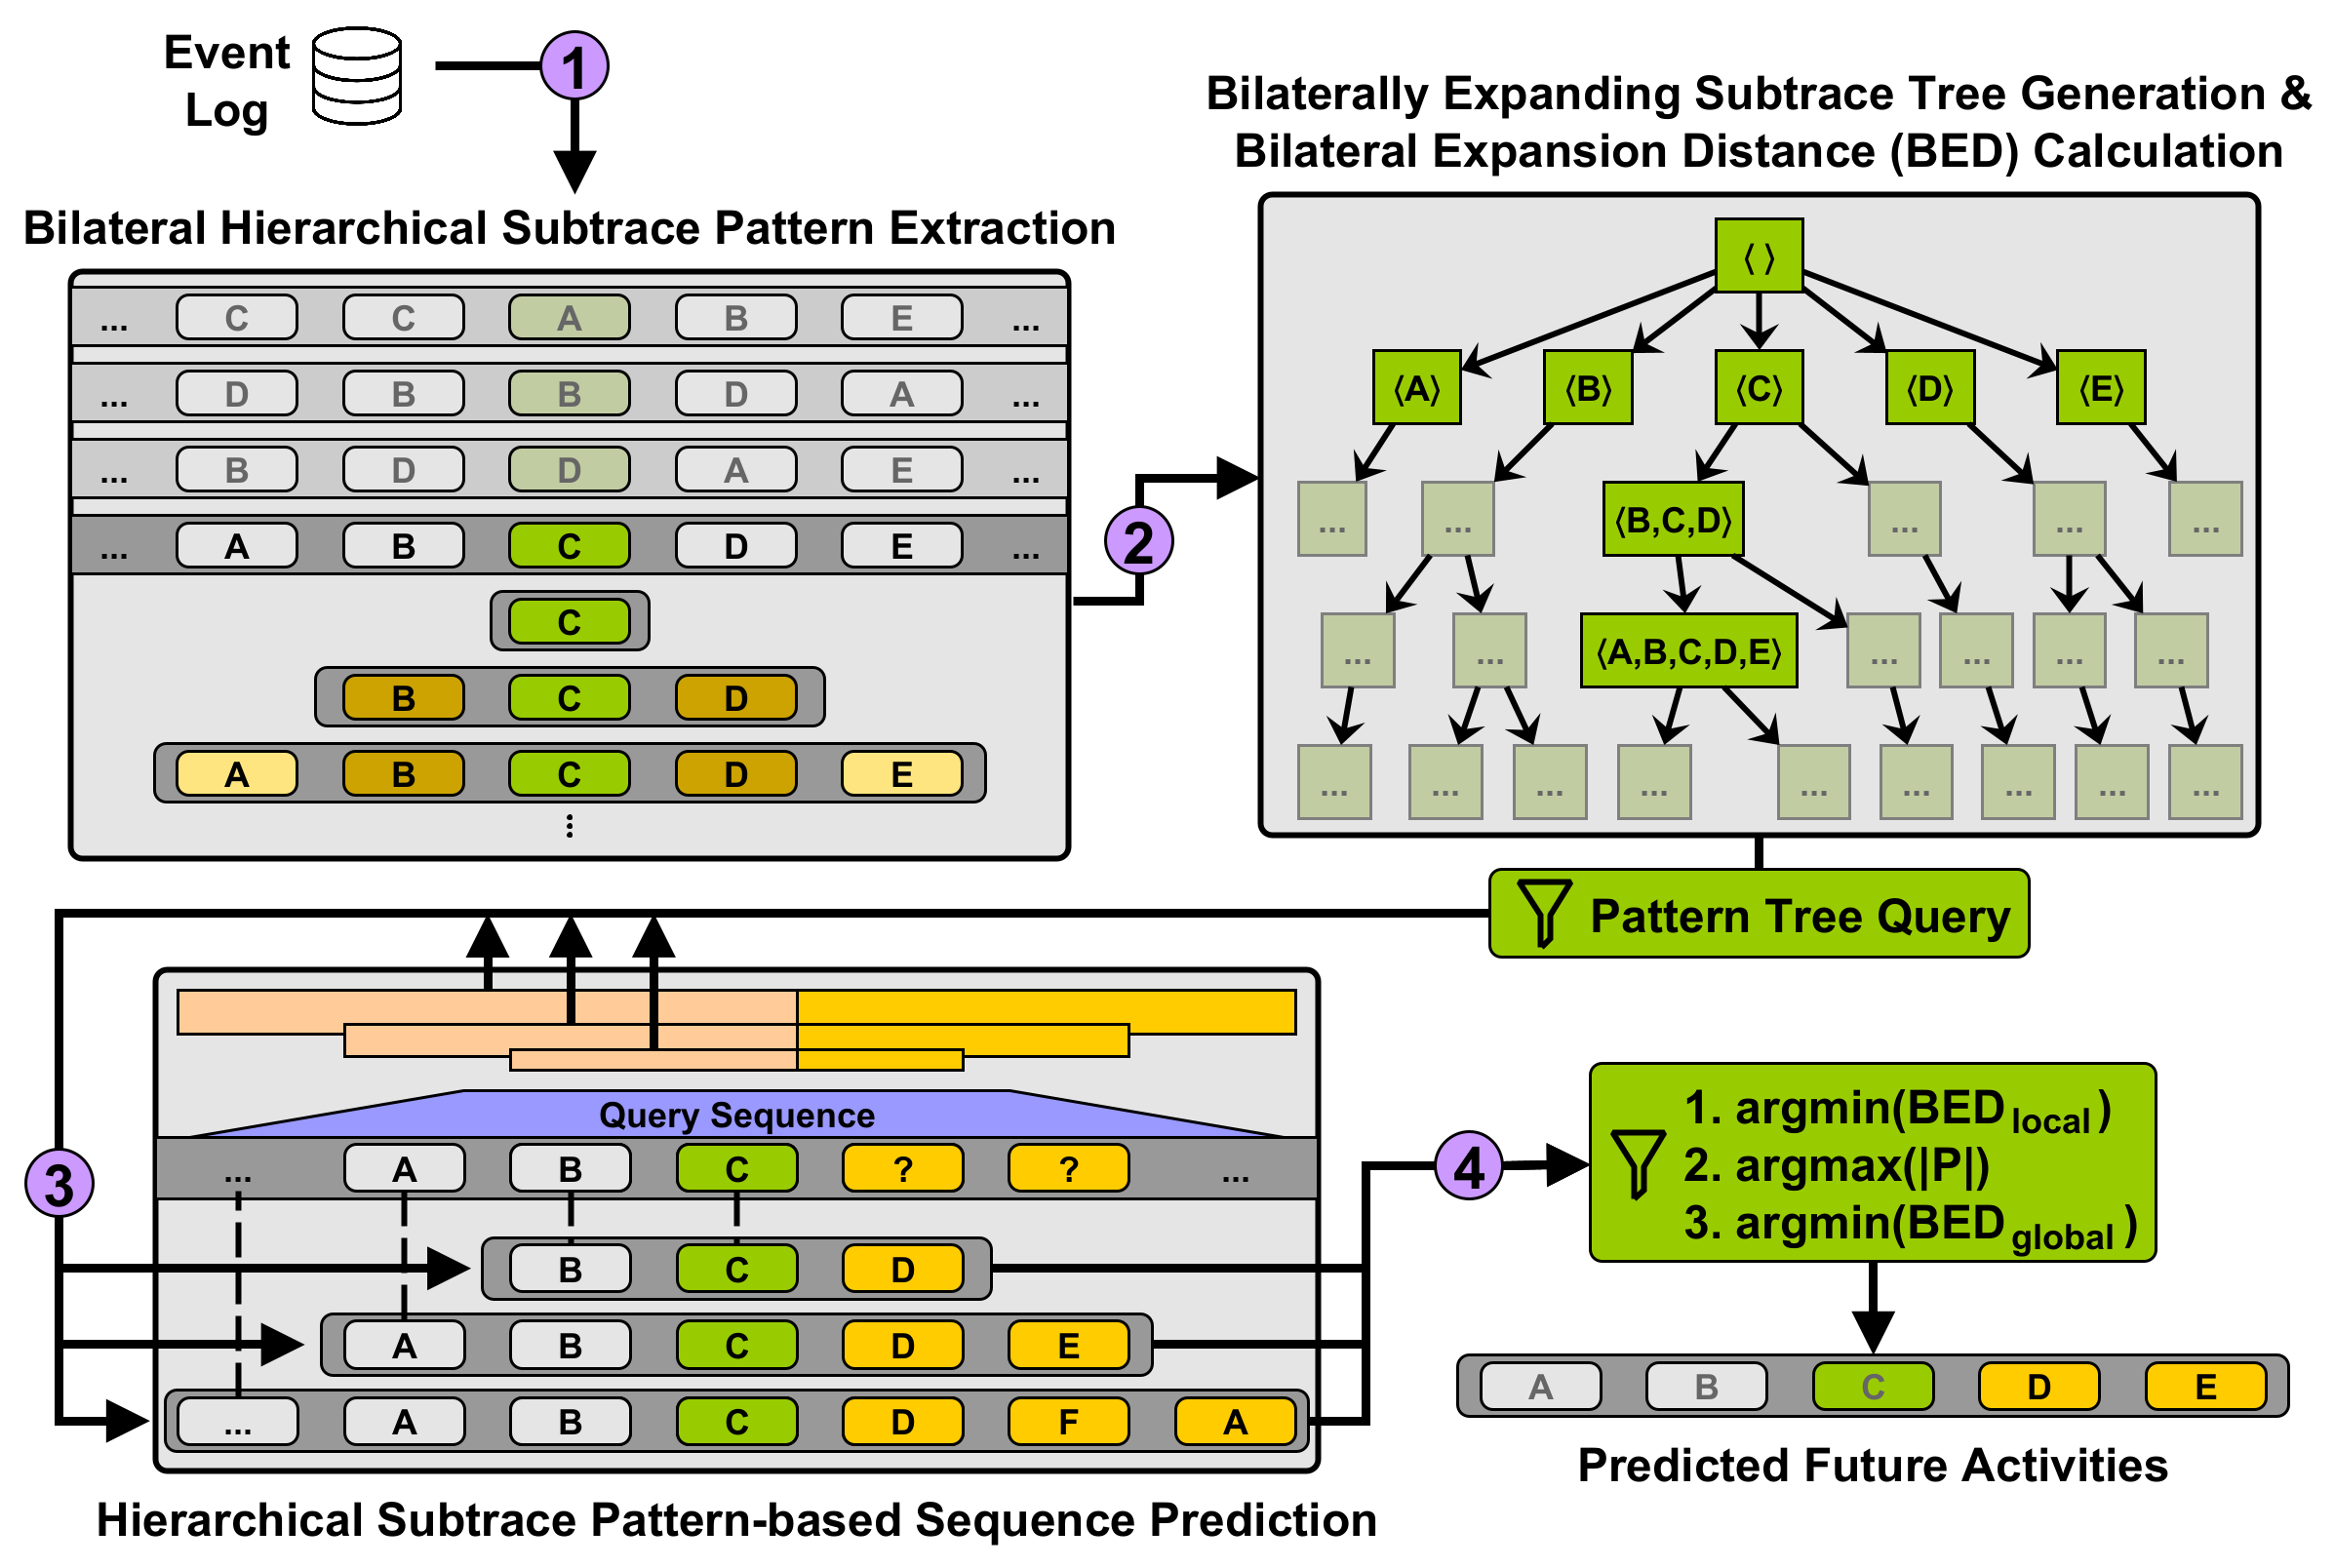 Event
Log
1
Bilaterally Expanding Subtrace Tree Generation &
Bilateral Expansion Distance (BED) Calculation
Bilateral Hierarchical Subtrace Pattern Extraction
... C C A B E ...
... D B B D A ...
... B D D A E ...
... A B C D E ...
C
B C D
A B C D E
⋮
2
⟨ ⟩
⟨A⟩ ⟨B⟩ ⟨C⟩ ⟨D⟩ ⟨E⟩
... ... ⟨B,C,D⟩ ... ... ...
... ... ⟨A,B,C,D,E⟩ ... ... ... ...
... ... ... ... ... ... ... ... ...
Pattern Tree Query
3
Query Sequence
... A B C ? ? ...
B C D
A B C D E
... A B C D F A
Hierarchical Subtrace Pattern-based Sequence Prediction
4
1. argmin(BED local)
2. argmax(|P|)
3. argmin(BED global)
A B C D E
Predicted Future Activities